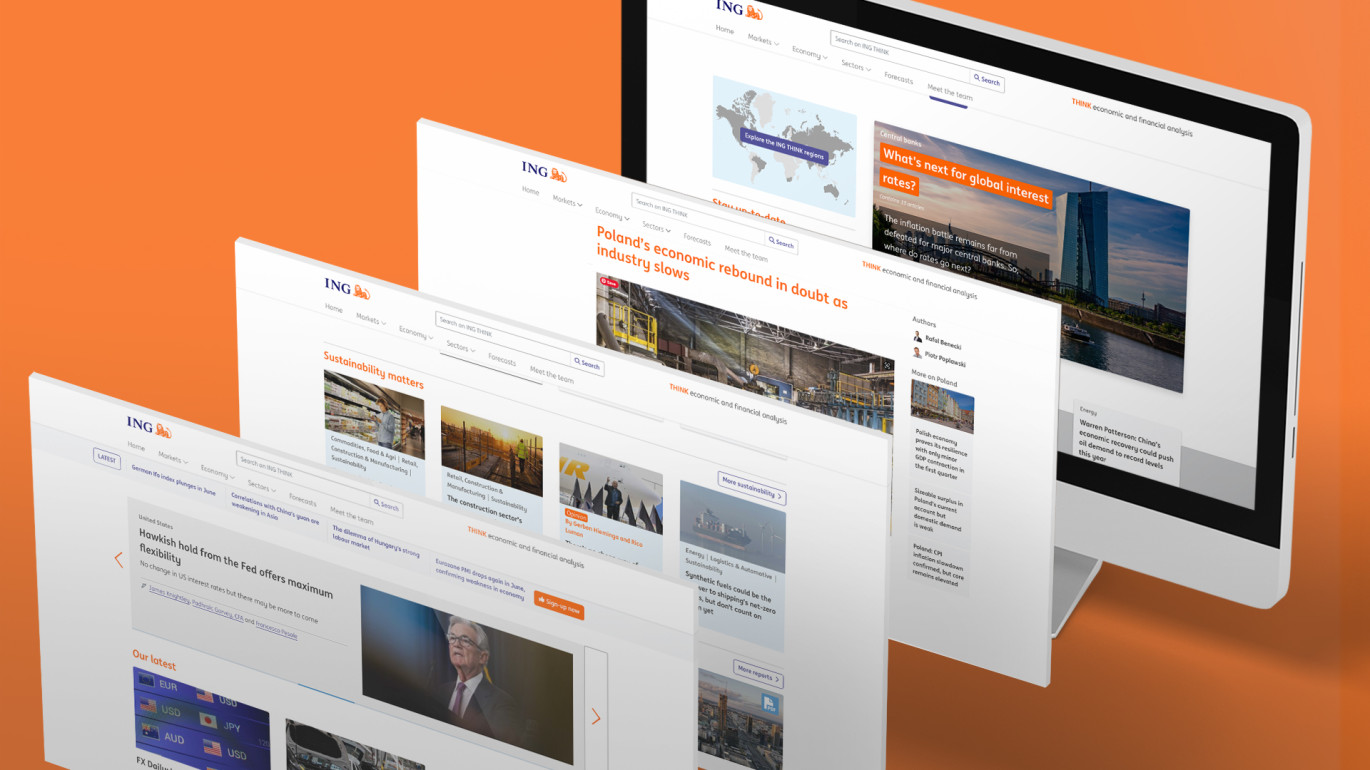 ING
Home
Markets
Economy
Sectors
Forecasts
Meet the team
Search on ING THINK
Search
THINK economic and financial analysis
Explore the ING THINK regions
Stay up-to-date
Central banks
What's next for global interest
rates?
The inflation battle remains far from
defeated for major central banks. So,
where do rates go next?
Energy
Warren Patterson: China's
economic recovery could push
oil demand to record levels
this year
ING
Home
Markets
Economy
Sectors
Forecasts
Meet the team
Search on ING THINK
Search
THINK economic and financial analysis
Poland's economic rebound in doubt as
industry slows
Save
Authors
Rafal Benecki
Piotr Poplawski
More on Poland
Polish economy
proves its resilience
with only minor
GDP contraction in
the first quarter
Sizeable surplus in
Poland's current
account but
domestic demand
is weak
Poland: CPI
inflation slowdown
confirmed, but core
remains elevated
ING
Home
Markets
Economy
Sectors
Forecasts
Meet the team
Search on ING THINK
Search
THINK economic and financial analysis
Sustainability matters
Commodities, Food & Agri | Retail,
Construction & Manufacturing |
Sustainability
Retail, Construction &
Manufacturing | Sustainability
The construction sector's
Opinion
By Gerben Hieminga and Rico
Luman
More sustainability
Energy | Logistics & Automotive |
Sustainability
Synthetic fuels could be the
ver to shipping's net-zero
s, but don't count on
n yet
More reports
PDF
ING
Home
Markets
Economy
Sectors
Forecasts
Meet the team
Search on ING THINK
Search
THINK economic and financial analysis
LATEST
German Ifo index plunges in June
Correlations with China's yuan are
weakening in Asia
The dilemma of Hungary's strong
labour market
Eurozone PMI drops again in June,
confirming weakness in economy
Sign up now
United States
Hawkish hold from the Fed offers maximum
flexibility
No change in US interest rates but there may be more to come
James Knightley, Padhraic Garvey, CFA and Francesco Pesole
Our latest
EUR
USD
USD
JPY
AUD
USD
FX Daily